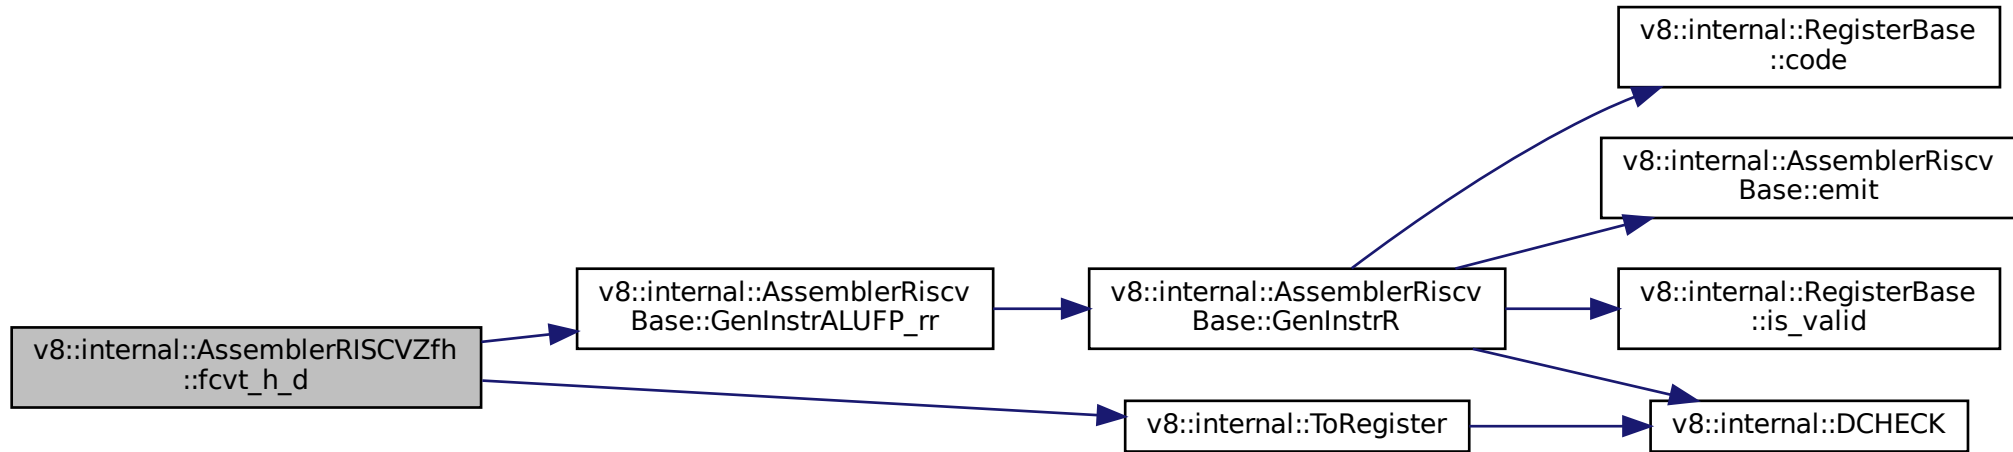 v8::internal::AssemblerRISCVZfh
::fcvt_h_d
v8::internal::AssemblerRiscv
Base::GenInstrALUFP_rr
v8::internal::AssemblerRiscv
Base::GenInstrR
v8::internal::RegisterBase
::code
v8::internal::AssemblerRiscv
Base::emit
v8::internal::RegisterBase
::is_valid
v8::internal::DCHECK
v8::internal::ToRegister